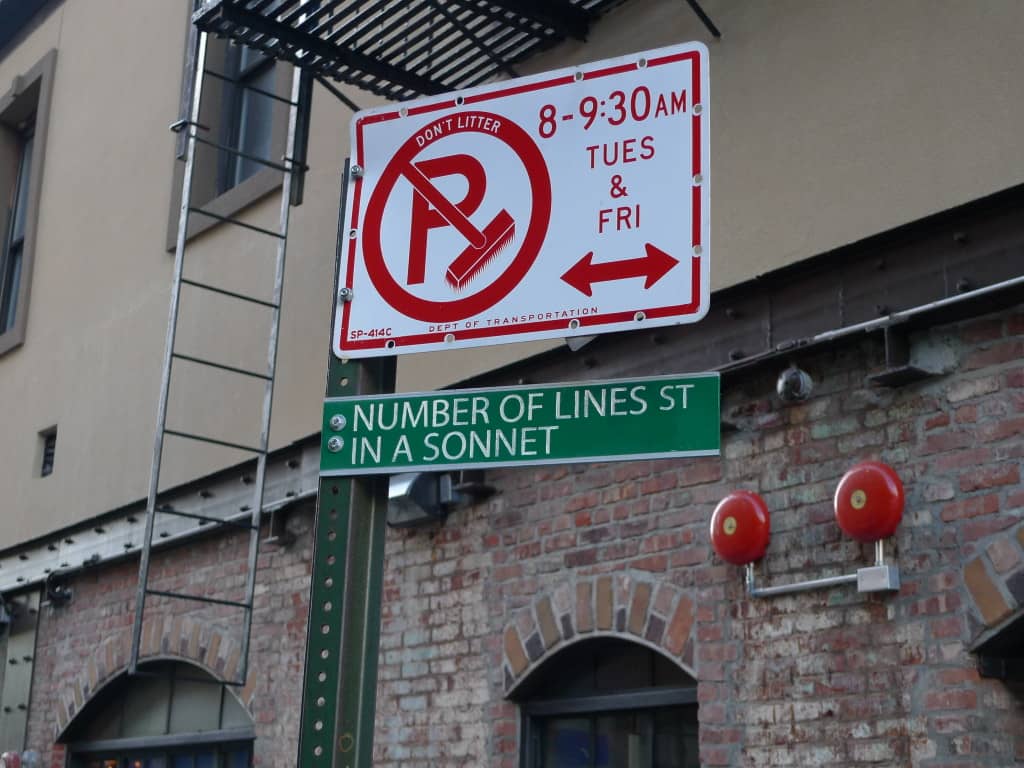 DON'T LITTER
P
8-9:30AM
TUES
&
FRI
SP-414C
DEPT OF TRANSPORTATION
NUMBER OF LINES ST
IN A SONNET